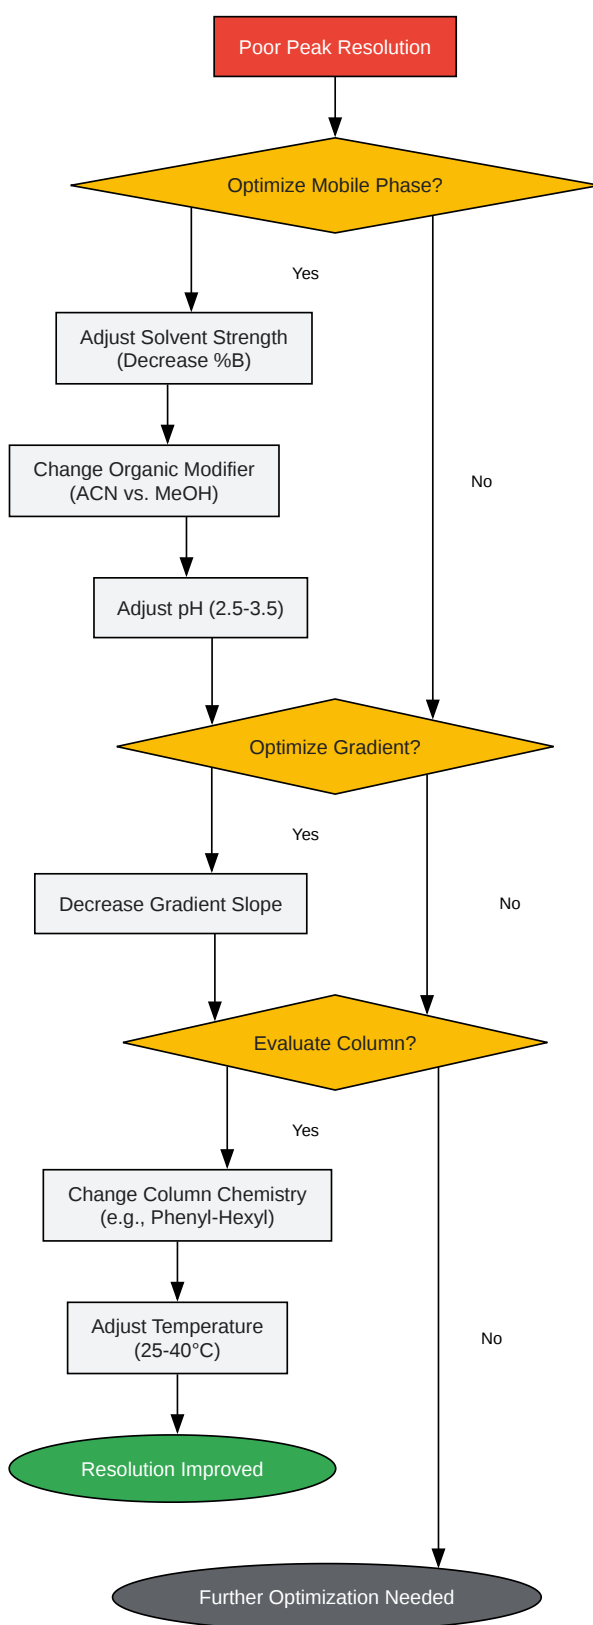 Poor Peak Resolution
Optimize Mobile Phase?
Yes
Adjust Solvent Strength
(Decrease %B)
Change Organic Modifier
(ACN vs. MeOH)
No
Adjust pH (2.5-3.5)
Optimize Gradient?
Yes
Decrease Gradient Slope
No
Evaluate Column?
Yes
Change Column Chemistry
(e.g., Phenyl-Hexyl)
Adjust Temperature
(25-40°C)
No
Resolution Improved
Further Optimization Needed